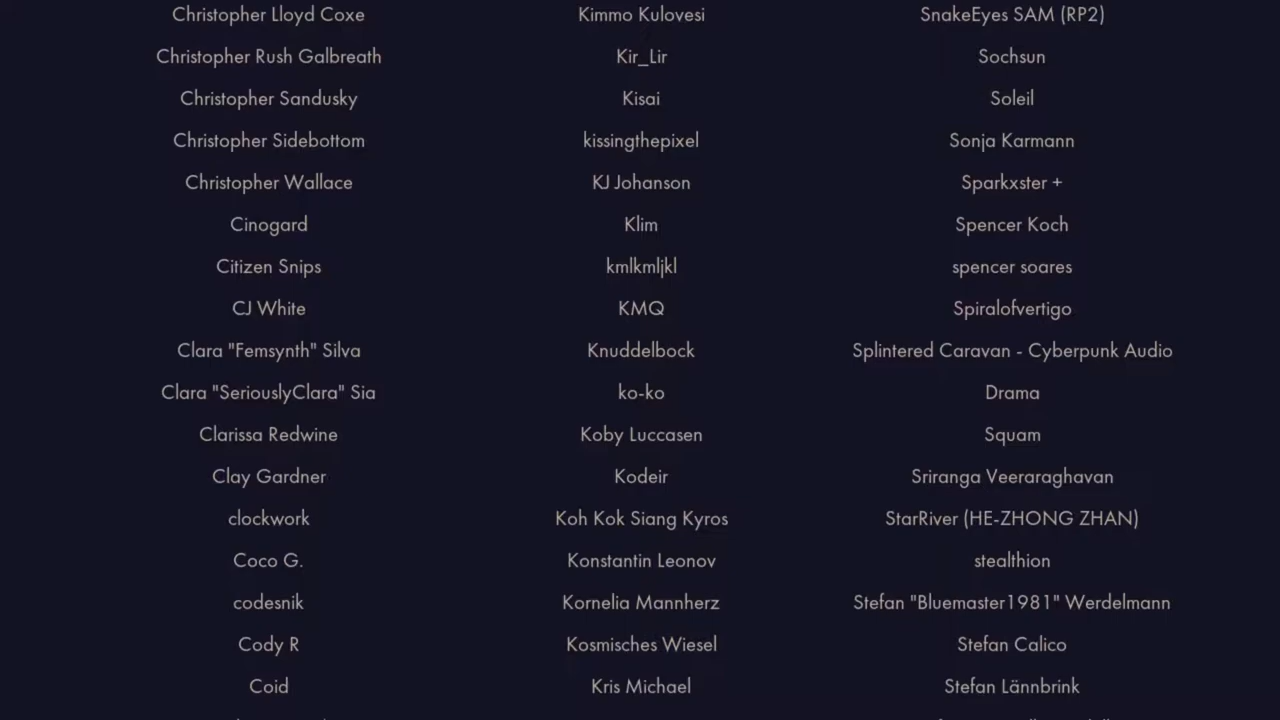 Christopher Lloyd Coxe
Christopher Rush Galbreath
Christopher Sandusky
Christopher Sidebottom
Christopher Wallace
Cinogard
Citizen Snips
CJ White
Clara "Femsynth" Silva
Clara "SeriouslyClara" Sia
Clarissa Redwine
Clay Gardner
clockwork
Coco G.
codesnik
Cody R
Coid
Kimmo Kulovesi
Kir_Lir
Kisai
kissingthepixel
KJ Johanson
Klim
kmlkmljkl
KMQ
Knuddelbock
ko-ko
Koby Luccasen
Kodeir
Koh Kok Siang Kyros
Konstantin Leonov
Kornelia Mannherz
Kosmisches Wiesel
Kris Michael
SnakeEyes SAM (RP2)
Sochsun
Soleil
Sonja Karmann
Sparkxster +
Spencer Koch
spencer soares
Spiralofvertigo
Splintered Caravan - Cyberpunk Audio
Drama
Squam
Sriranga Veeraraghavan
StarRiver (HE-ZHONG ZHAN)
stealthion
Stefan "Bluemaster1981" Werdelmann
Stefan Calico
Stefan Lännbrink